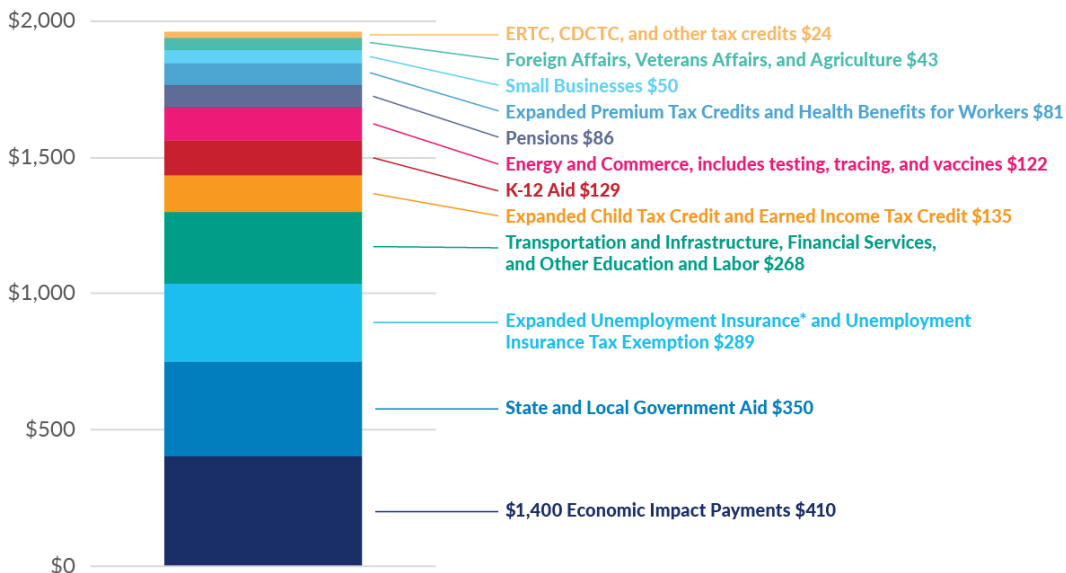 $2,000
ERTC, CDCTC, and other tax credits $24
Foreign Affairs, Veterans Affairs, and Agriculture $43
Small Businesses $50
Expanded Premium Tax Credits and Health Benefits for Workers $81
Pensions $86
$1,500
Energy and Commerce, includes testing, tracing, and vaccines $122
K-12 Aid $129
Expanded Child Tax Credit and Earned Income Tax Credit $135
Transportation and Infrastructure, Financial Services,
and Other Education and Labor $268
$1,000
Expanded Unemployment Insurance* and Unemployment
Insurance Tax Exemption $289
State and Local Government Aid $350
$500
$1,400 Economic Impact Payments $410
$0